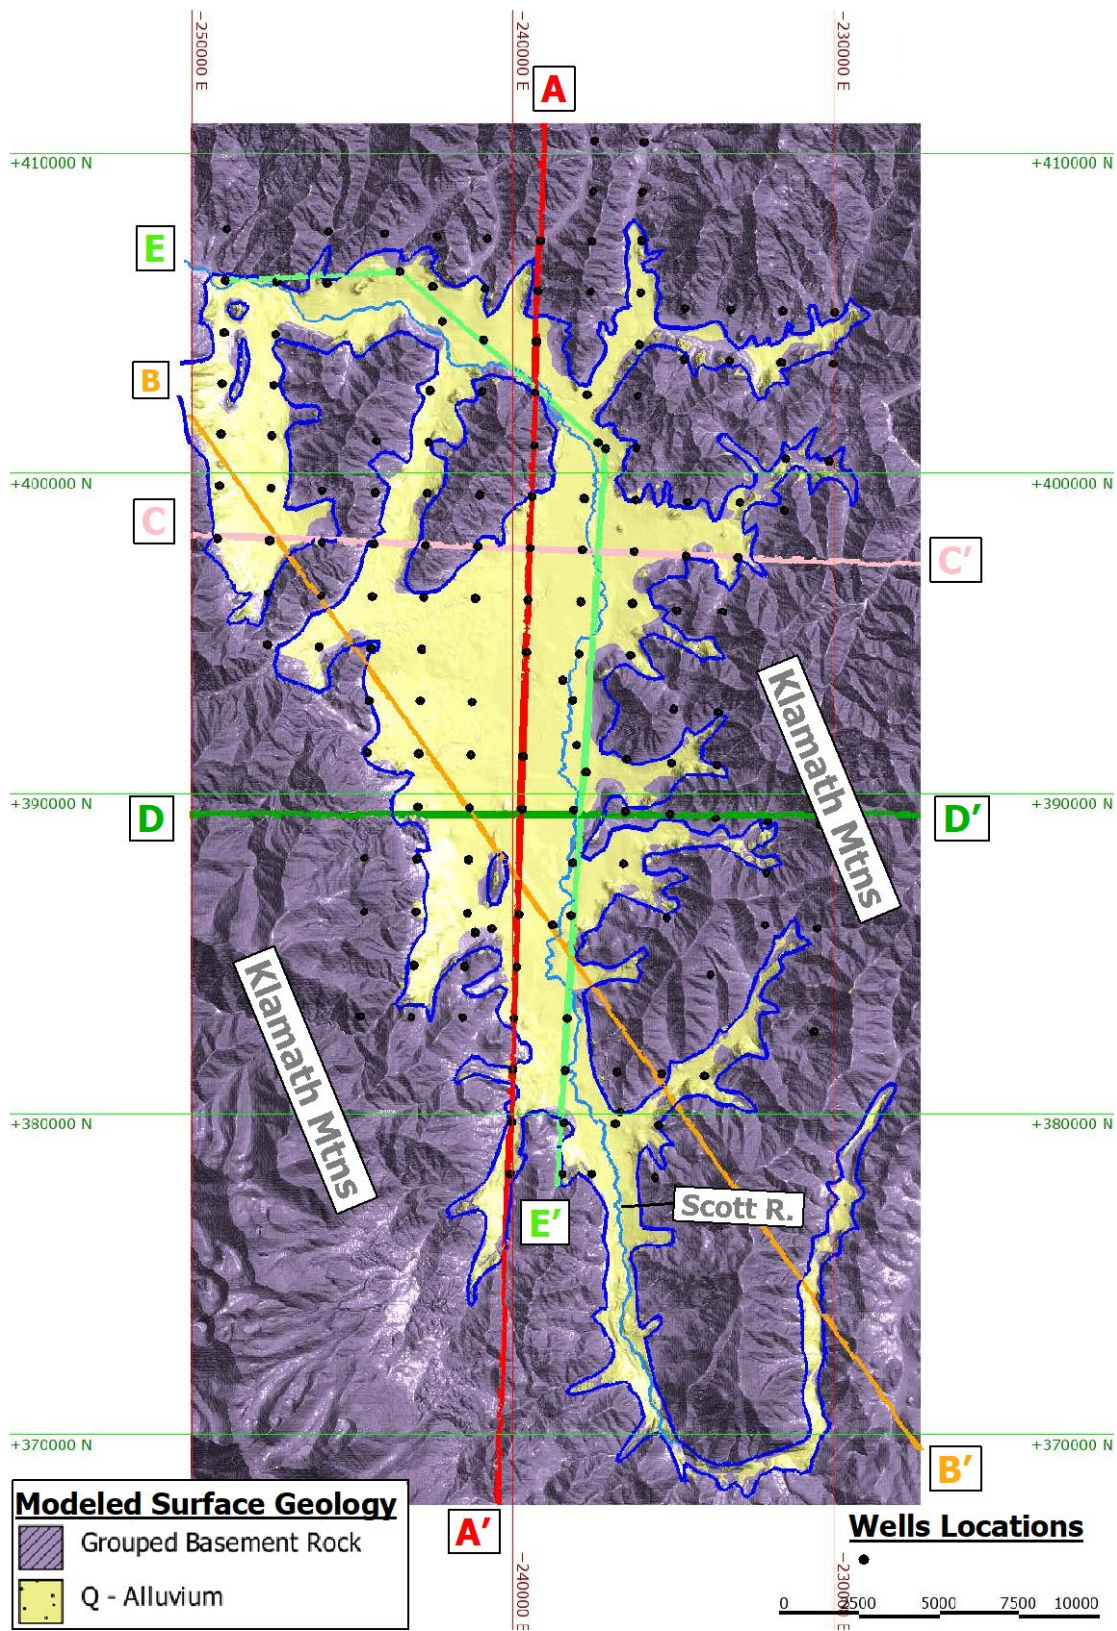 -250000 E
-240000 E
-230000 E
A
+410000 N
+410000 N
E
B
+400000 N
+400000 N
C
C’
Klamath Mtns
+390000 N
+390000 N
D
D’
Klamath Mtns
+380000 N
+380000 N
Scott R.
E’
+370000 N
+370000 N
B’
A’
Modeled Surface Geology
Grouped Basement Rock
Q - Alluvium
Wells Locations
-240000 E
-230000 E
0 2500 5000 7500 10000